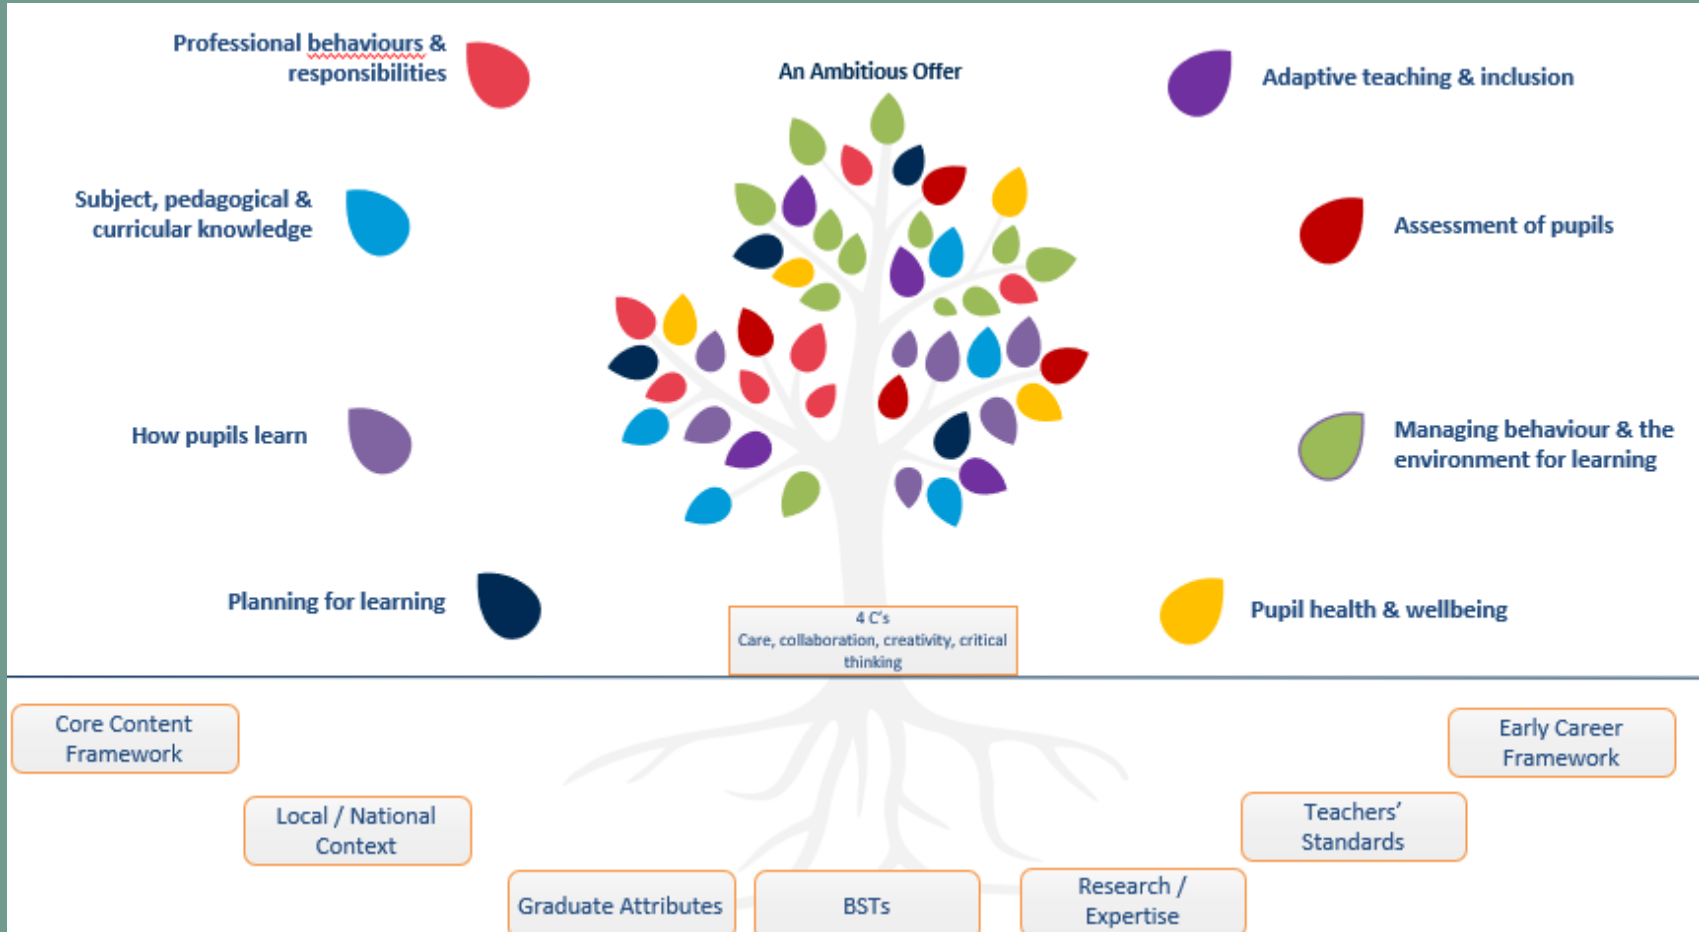 Professional behaviours &
responsibilities
An Ambitious Offer
Adaptive teaching & inclusion
Subject, pedagogical &
curricular knowledge
Assessment of pupils
How pupils learn
Managing behaviour & the
environment for learning
Planning for learning
Pupil health & wellbeing
4 C's
Care, collaboration, creativity, critical
thinking
Core Content
Framework
Early Career
Framework
Local / National
Context
Teachers’
Standards
Graduate Attributes
BSTs
Research /
Expertise